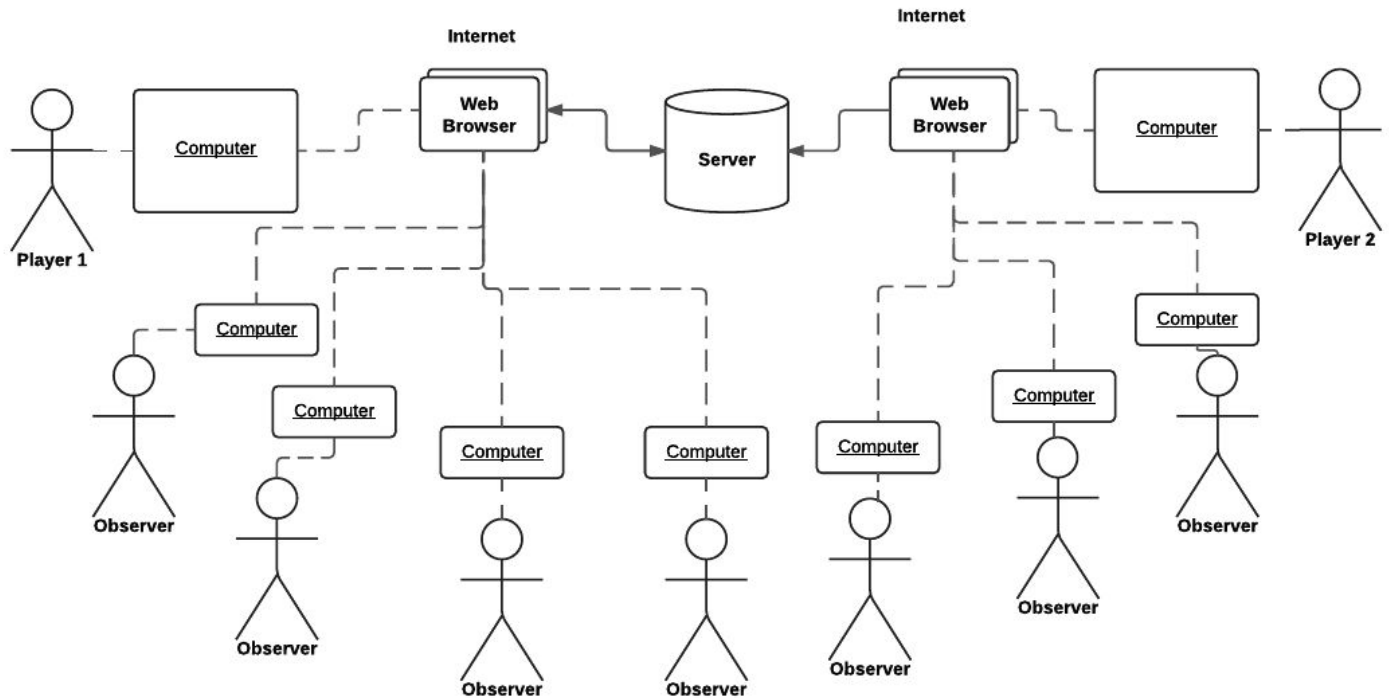 Internet
Internet
Web
Browser
Web
Browser
Computer
Server
Computer
Player 1
Player 2
Computer
Computer
Computer
Computer
Computer
Computer
Computer
Observer
Observer
Observer
Observer
Observer
Observer
Observer